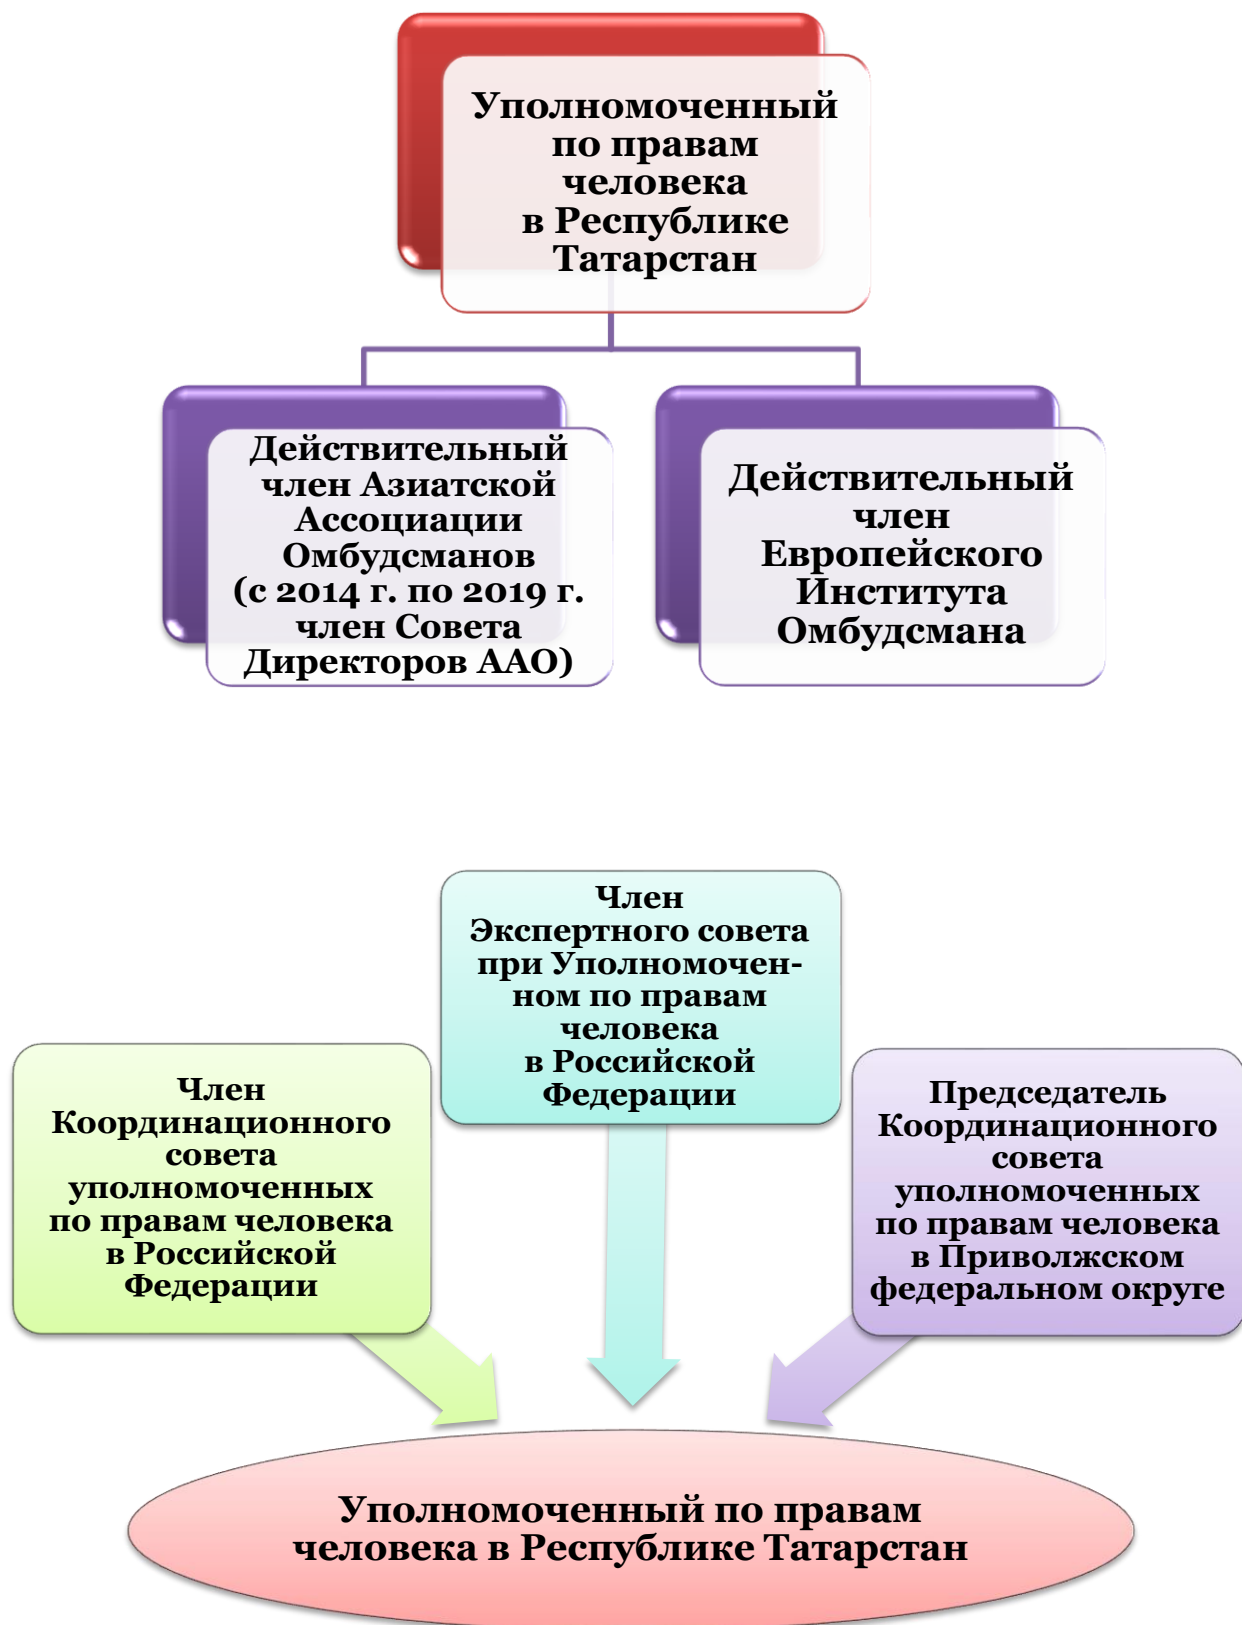 Уполномоченный
по правам
человека
в Республике
Татарстан
Действительный
член Азиатской
Ассоциации
Омбудсманов
(с 2014 г. по 2019 г.
член Совета
Директоров ААО)
Действительный
член
Европейского
Института
Омбудсмана
Член
Экспертного совета
при Уполномочен-
ном по правам
человека
в Российской
Федерации
Член
Координационного
совета
уполномоченных
по правам человека
в Российской
Федерации
Председатель
Координационного
совета
уполномоченных
по правам человека
в Приволжском
федеральном округе
Уполномоченный по правам
человека в Республике Татарстан